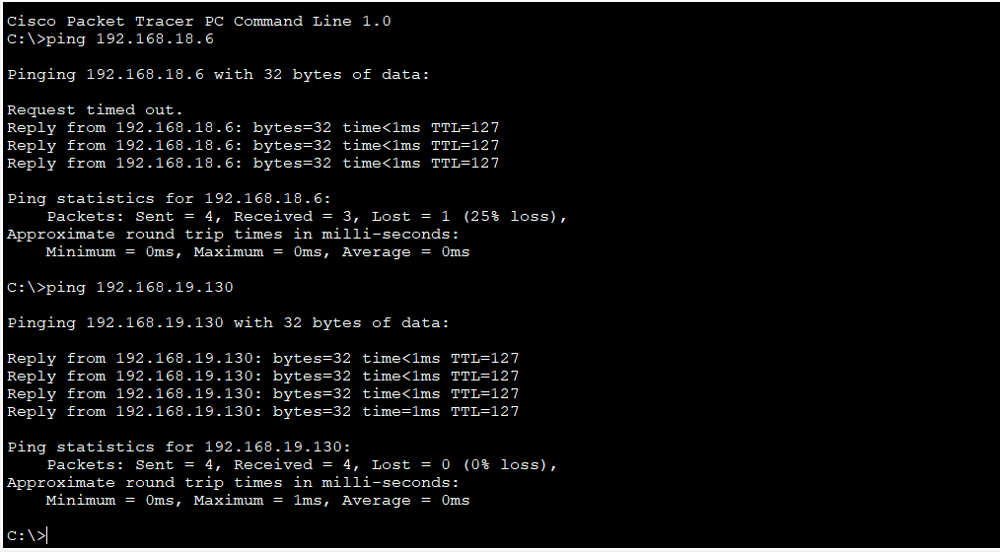 Cisco Packet Tracer PC Command Line 1.0
C:\>ping 192.168.18.6
Pinging 192.168.18.6 with 32 bytes of data:
Request timed out.
Reply from 192.168.18.6: bytes=32 time<1ms TTL=127
Reply from 192.168.18.6: bytes=32 time<1ms TTL=127
Reply from 192.168.18.6: bytes=32 time<1ms TTL=127
Ping statistics for 192.168.18.6:
    Packets: Sent = 4, Received = 3, Lost = 1 (25% loss),
Approximate round trip times in milli-seconds:
    Minimum = 0ms, Maximum = 0ms, Average = 0ms
C:\>ping 192.168.19.130
Pinging 192.168.19.130 with 32 bytes of data:
Reply from 192.168.19.130: bytes=32 time<1ms TTL=127
Reply from 192.168.19.130: bytes=32 time<1ms TTL=127
Reply from 192.168.19.130: bytes=32 time<1ms TTL=127
Reply from 192.168.19.130: bytes=32 time=1ms TTL=127
Ping statistics for 192.168.19.130:
    Packets: Sent = 4, Received = 4, Lost = 0 (0% loss),
Approximate round trip times in milli-seconds:
    Minimum = 0ms, Maximum = 1ms, Average = 0ms
C:\>